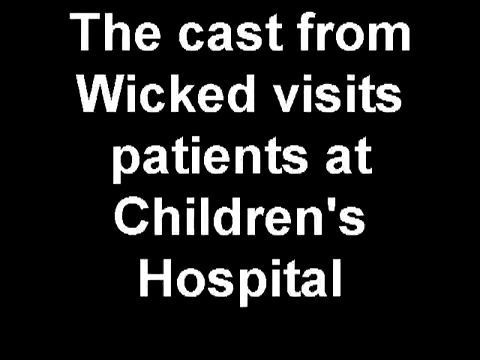 The cast from
Wicked visits
patients at
Children's
Hospital